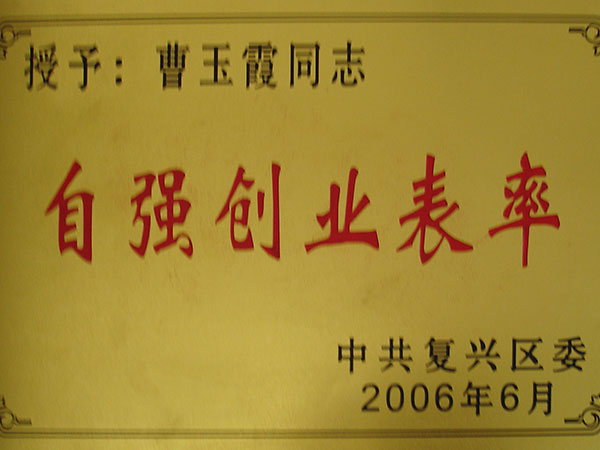 授予：曹玉霞同志
自强创业表率
中共复兴区委
2006年6月